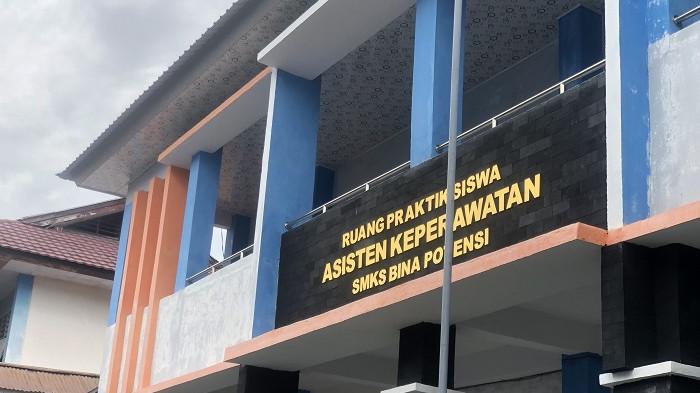 RUANG PRAKTIK SISWA
ASISTEN KEPERAWATAN
SMKS BINA POTENSI